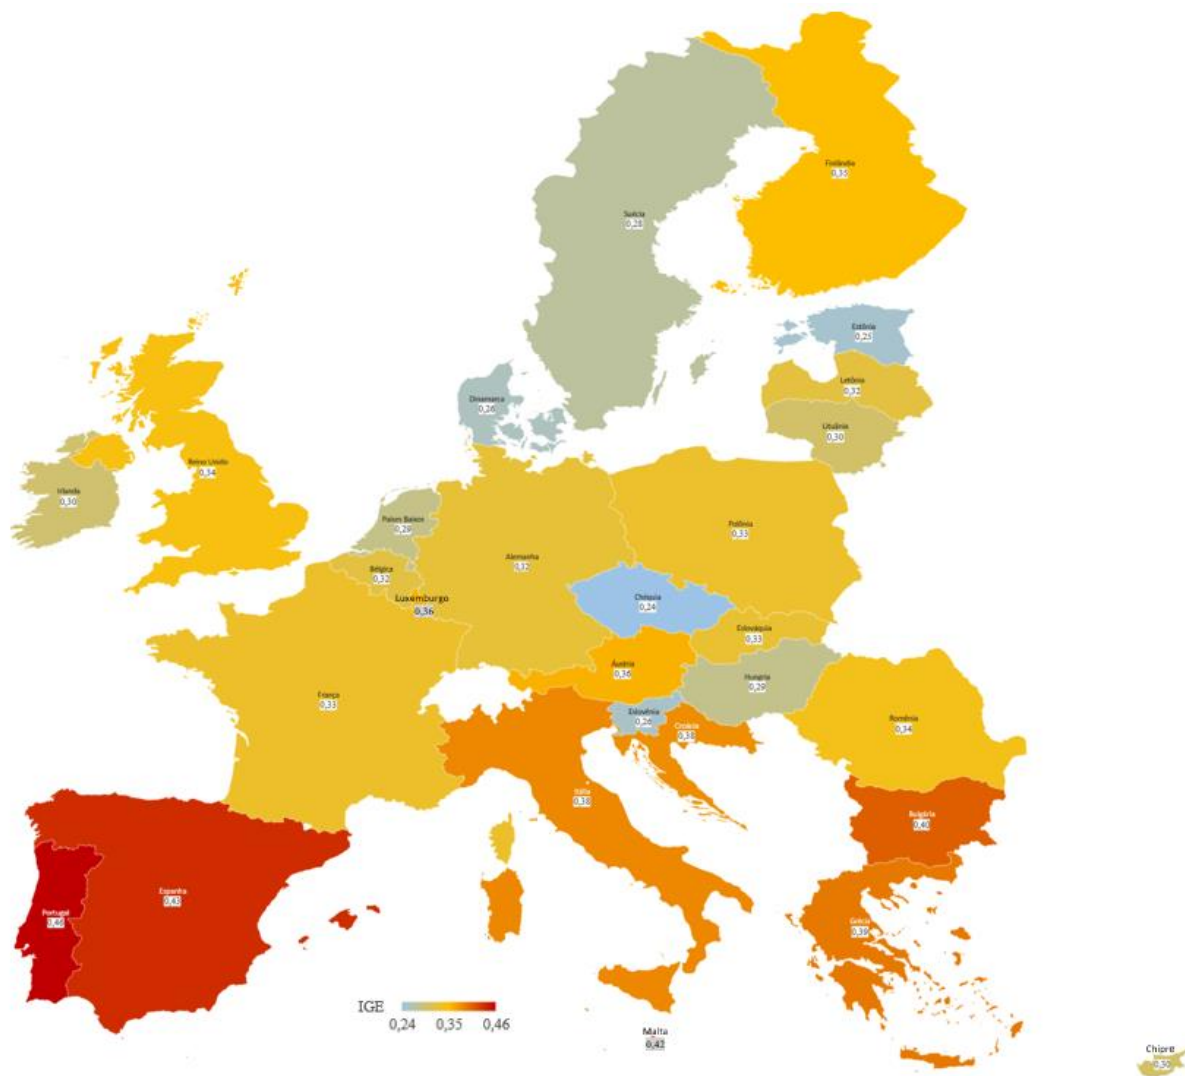 Finlândia
0,35
Suécia
0,28
Estónia
0,25
Letónia
0,32
Dinamarca
0,26
Lituânia
0,30
Reino Unido
0,34
Irlanda
0,30
Países Baixos
0,29
Polónia
0,33
Alemanha
0,32
Bélgica
0,32
Luxemburgo
0,36
Chéquia
0,24
Eslováquia
0,33
Áustria
0,36
Hungria
0,29
França
0,33
Eslovénia
0,26
Croácia
0,38
Roménia
0,34
Itália
0,38
Bulgária
0,40
Espanha
0,43
Portugal
0,46
Grécia
0,39
IGE
0,24 0,35 0,46
Malta
0,42
Chipre
0,30